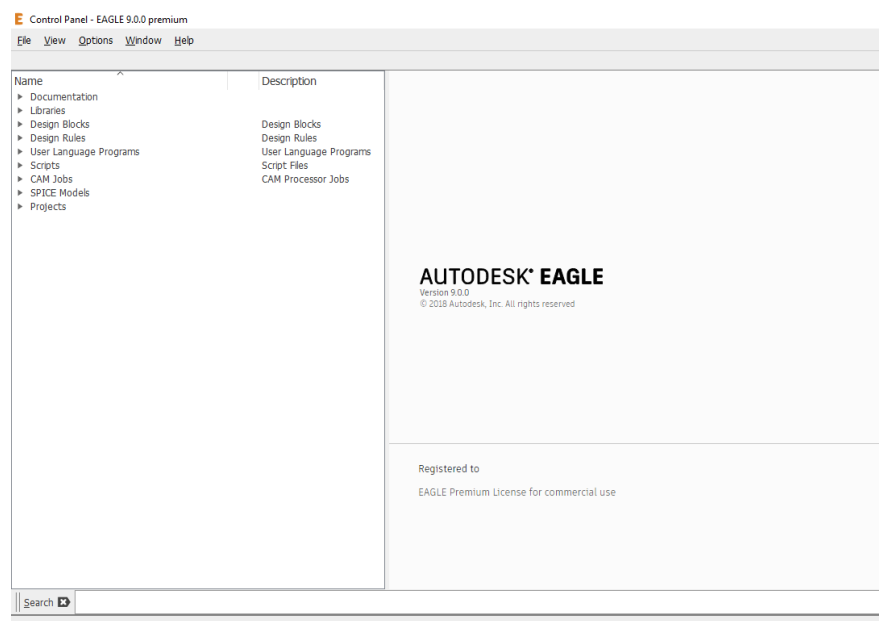 Control Panel - EAGLE 9.0.0 premium
File View Options Window Help
Name Description
Documentation
Libraries
Design Blocks Design Blocks
Design Rules Design Rules
User Language Programs User Language Programs
Scripts Script Files
CAM Jobs CAM Processor Jobs
SPICE Models
Projects
AUTODESK® EAGLE
Version 9.0.0
© 2018 Autodesk, Inc. All rights reserved
Registered to
EAGLE Premium License for commercial use
Search